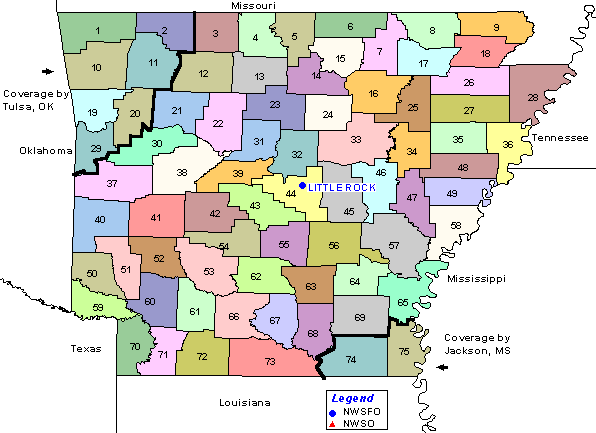 Missouri
1 2 3 4 5 6 7 8 9
10 11 12 13 14 15 16 17 18
Coverage by
Tulsa, OK
19 20 21 22 23 24 25 26 27 28
Oklahoma
29 30 31 32 33 34 35 36
Tennessee
37 38 39 40 41 42 43 44 45 46 47 48 49
LITTLE ROCK
50 51 52 53 54 55 56 57 58
Mississippi
59 60 61 62 63 64 65
66 67 68 69
Texas
70 71 72 73 74 75
Coverage by
Jackson, MS
Louisiana
Legend
NWSFO
NWSO